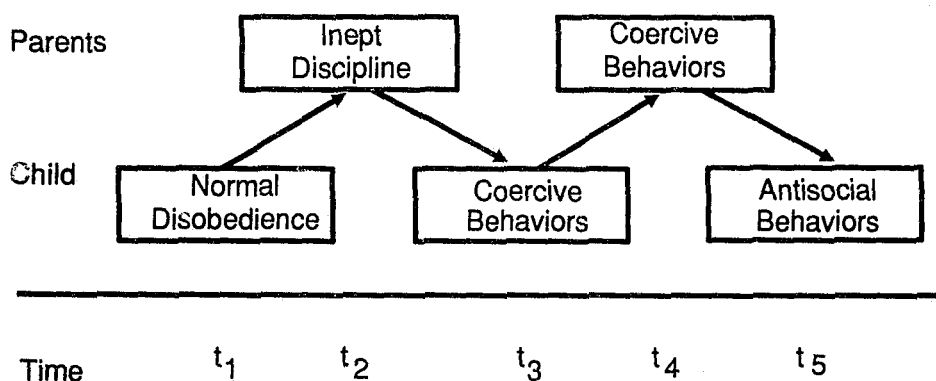 Parents
Inept
Discipline
Coercive
Behaviors
Child
Normal
Disobedience
Coercive
Behaviors
Antisocial
Behaviors
Time t1 t2 t3 t4 t5